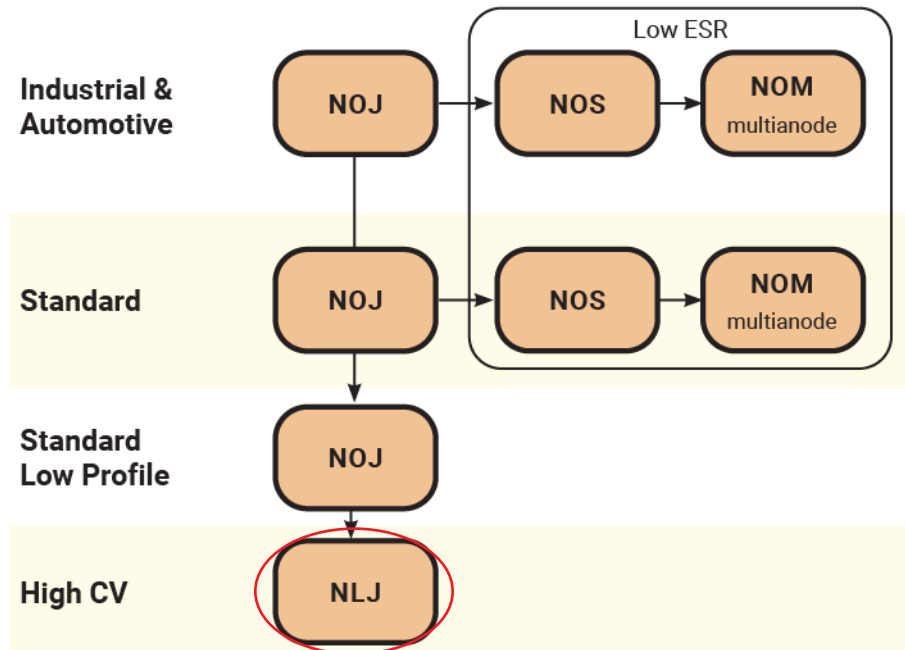 Low ESR
Industrial &
Automotive
NOJ
NOS
NOM
multianode
Standard
NOJ
NOS
NOM
multianode
Standard
Low Profile
NOJ
High CV
NLJ